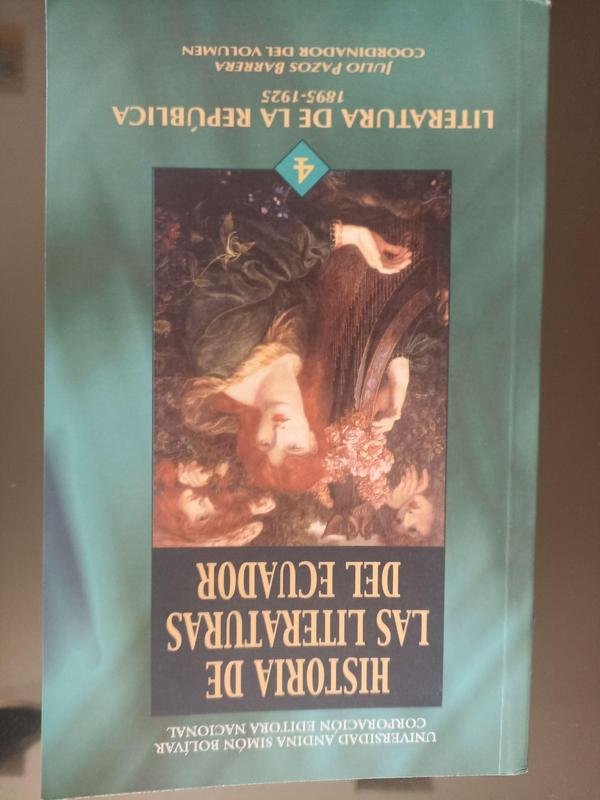 UNIVERSIDAD ANDINA SIMÓN BOLÍVAR
CORPORACIÓN EDITORA NACIONAL
HISTORIA DE
LAS LITERATURAS
DEL ECUADOR
4
LITERATURA DE LA REPÚBLICA
1895-1925
JULIO PAZOS BARRERA
COORDINADOR DEL VOLUMEN